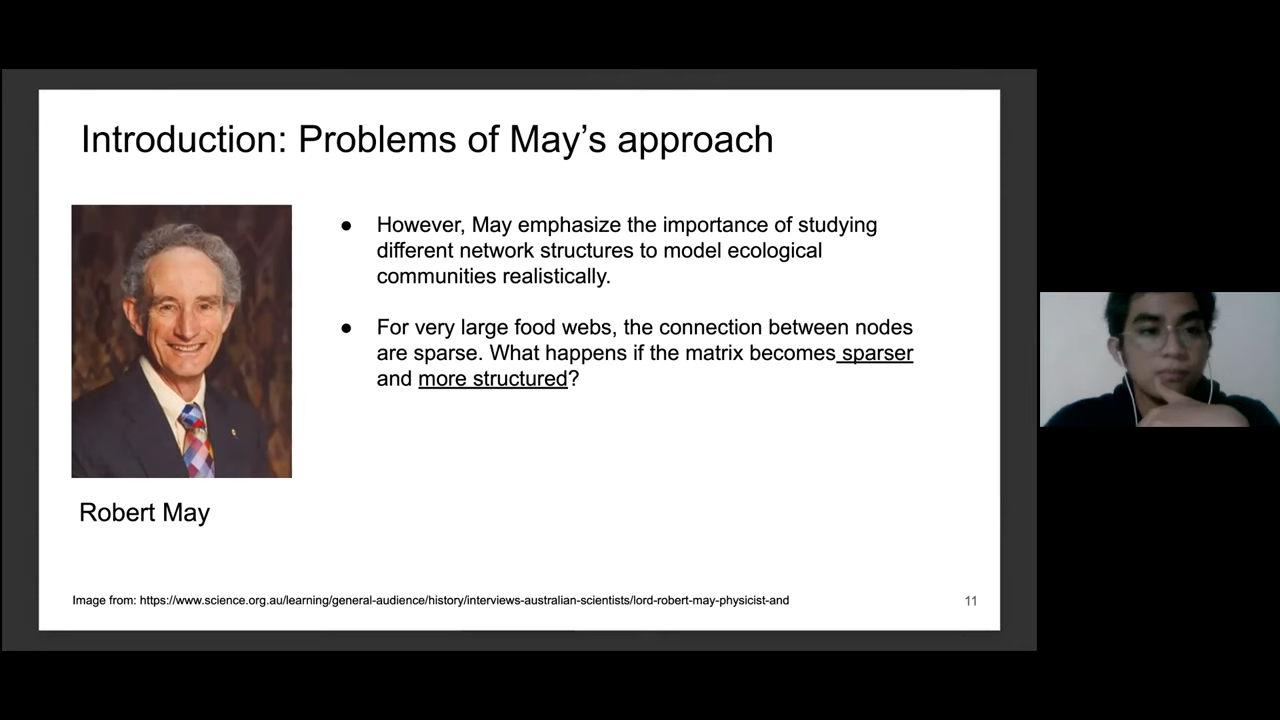 Introduction: Problems of May’s approach
● However, May emphasize the importance of studying
different network structures to model ecological
communities realistically.
● For very large food webs, the connection between nodes
are sparse. What happens if the matrix becomes sparser
and more structured?
Robert May
Image from: https://www.science.org.au/learning/general-audience/history/interviews-australian-scientists/lord-robert-may-physicist-and
11